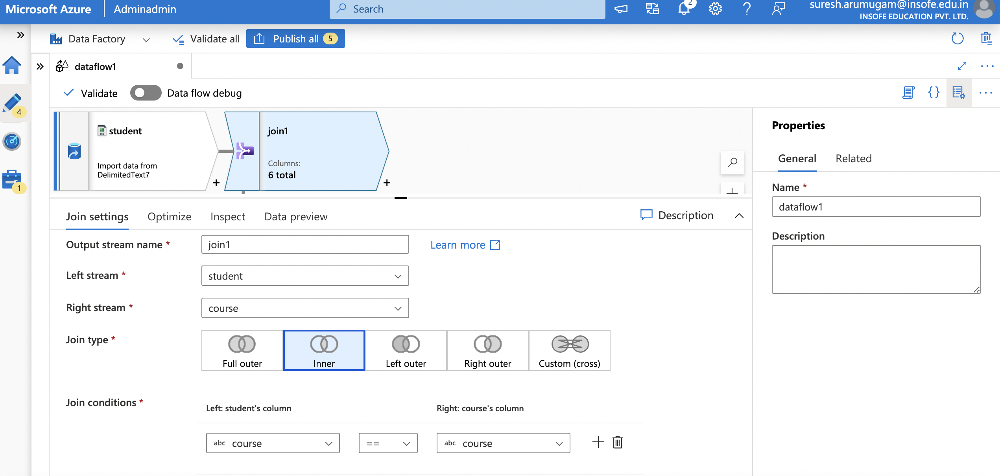 Microsoft Azure
Adminadmin
Search
2
suresh.arumugam@insofe.edu.in
INSOFE EDUCATION PVT. LTD.
Data Factory
Validate all
Publish all 5
dataflow1
4
1
Validate
Data flow debug
student
Import data from
DelimitedText7
+
join1
Columns:
6 total
+
Join settings
Optimize
Inspect
Data preview
Description
Output stream name *
join1
Learn more
Left stream *
student
Right stream *
course
Join type *
Full outer
Inner
Left outer
Right outer
Custom (cross)
Join conditions *
Left: student's column
Right: course's column
abc course
==
abc course
Properties
General
Related
Name *
dataflow1
Description